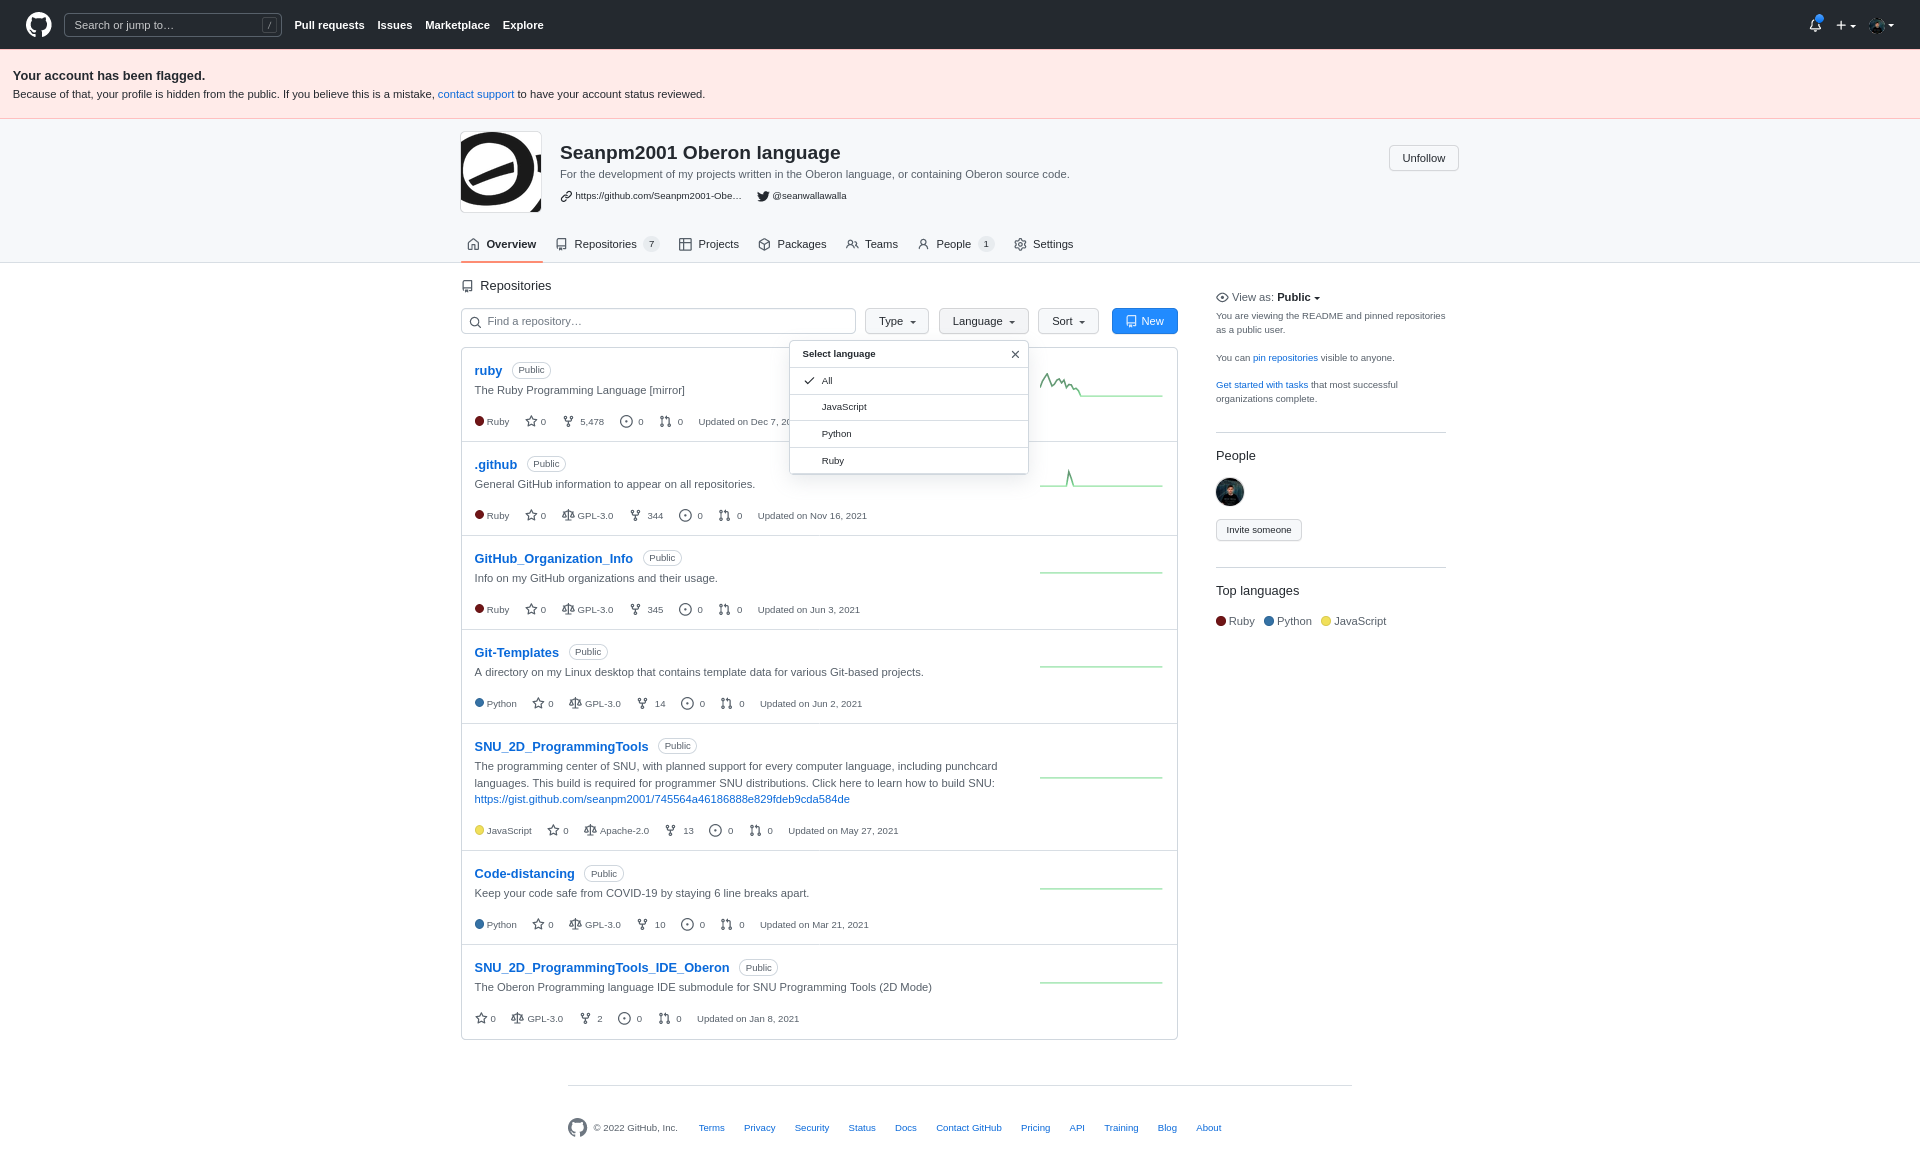 Search or jump to… /
Pull requests Issues Marketplace Explore
Your account has been flagged.
Because of that, your profile is hidden from the public. If you believe this is a mistake, contact support to have your account status reviewed.
Seanpm2001 Oberon language
Unfollow
For the development of my projects written in the Oberon language, or containing Oberon source code.
https://github.com/Seanpm2001-Obe… @seanwallawalla
Overview Repositories 7 Projects Packages Teams People 1 Settings
Repositories
Find a repository… Type Language Sort New
Select language
All
JavaScript
Python
Ruby
ruby Public
The Ruby Programming Language [mirror]
Ruby 0 5,478 0 0 Updated on Dec 7, 20
.github Public
General GitHub information to appear on all repositories.
Ruby 0 GPL-3.0 344 0 0 Updated on Nov 16, 2021
GitHub_Organization_Info Public
Info on my GitHub organizations and their usage.
Ruby 0 GPL-3.0 345 0 0 Updated on Jun 3, 2021
Git-Templates Public
A directory on my Linux desktop that contains template data for various Git-based projects.
Python 0 GPL-3.0 14 0 0 Updated on Jun 2, 2021
SNU_2D_ProgrammingTools Public
The programming center of SNU, with planned support for every computer language, including punchcard
languages. This build is required for programmer SNU distributions. Click here to learn how to build SNU:
https://gist.github.com/seanpm2001/745564a46186888e829fdeb9cda584de
JavaScript 0 Apache-2.0 13 0 0 Updated on May 27, 2021
Code-distancing Public
Keep your code safe from COVID-19 by staying 6 line breaks apart.
Python 0 GPL-3.0 10 0 0 Updated on Mar 21, 2021
SNU_2D_ProgrammingTools_IDE_Oberon Public
The Oberon Programming language IDE submodule for SNU Programming Tools (2D Mode)
0 GPL-3.0 2 0 0 Updated on Jan 8, 2021
View as: Public
You are viewing the README and pinned repositories
as a public user.
You can pin repositories visible to anyone.
Get started with tasks that most successful
organizations complete.
People
Invite someone
Top languages
Ruby Python JavaScript
© 2022 GitHub, Inc. Terms Privacy Security Status Docs Contact GitHub Pricing API Training Blog About